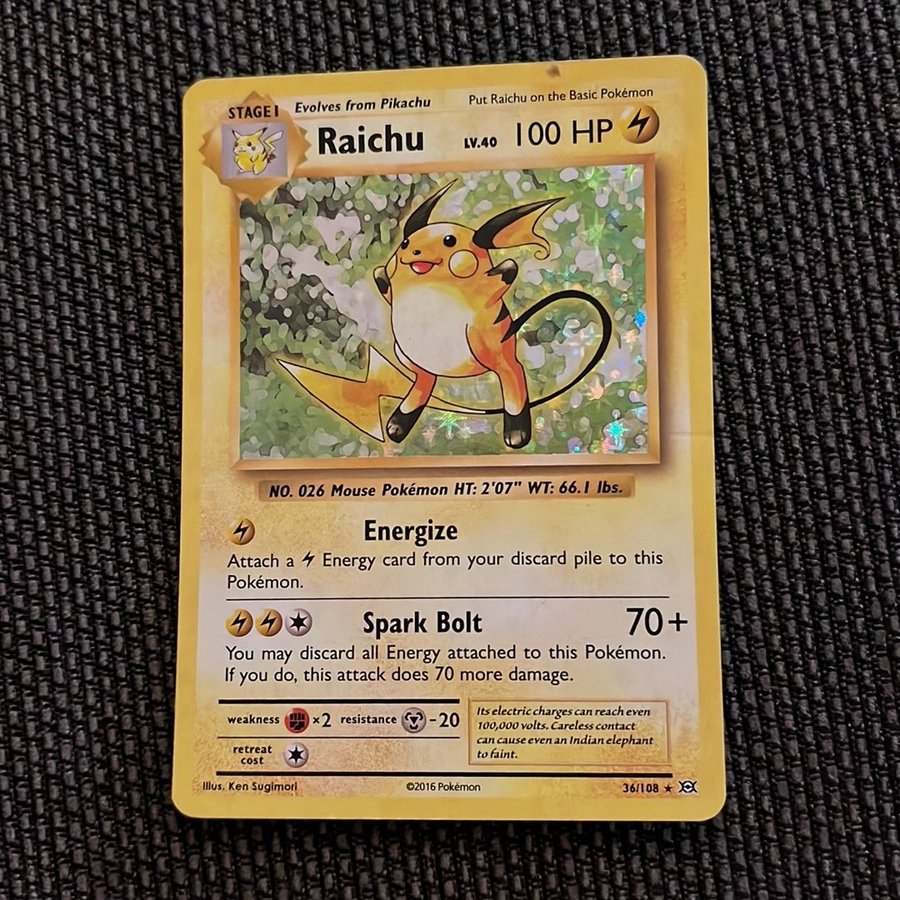 STAGE 1 Evolves from Pikachu Put Raichu on the Basic Pokémon
Raichu LV.40 100 HP
NO. 026 Mouse Pokémon HT: 2'07" WT: 66.1 lbs.
Energize
Attach a Energy card from your discard pile to this
Pokémon.
Spark Bolt 70+
You may discard all Energy attached to this Pokémon.
If you do, this attack does 70 more damage.
weakness ×2 resistance -20
retreat
cost
Its electric charges can reach even
100,000 volts. Careless contact
can cause even an Indian elephant
to faint.
Illus. Ken Sugimori ©2016 Pokémon 36/108 ★